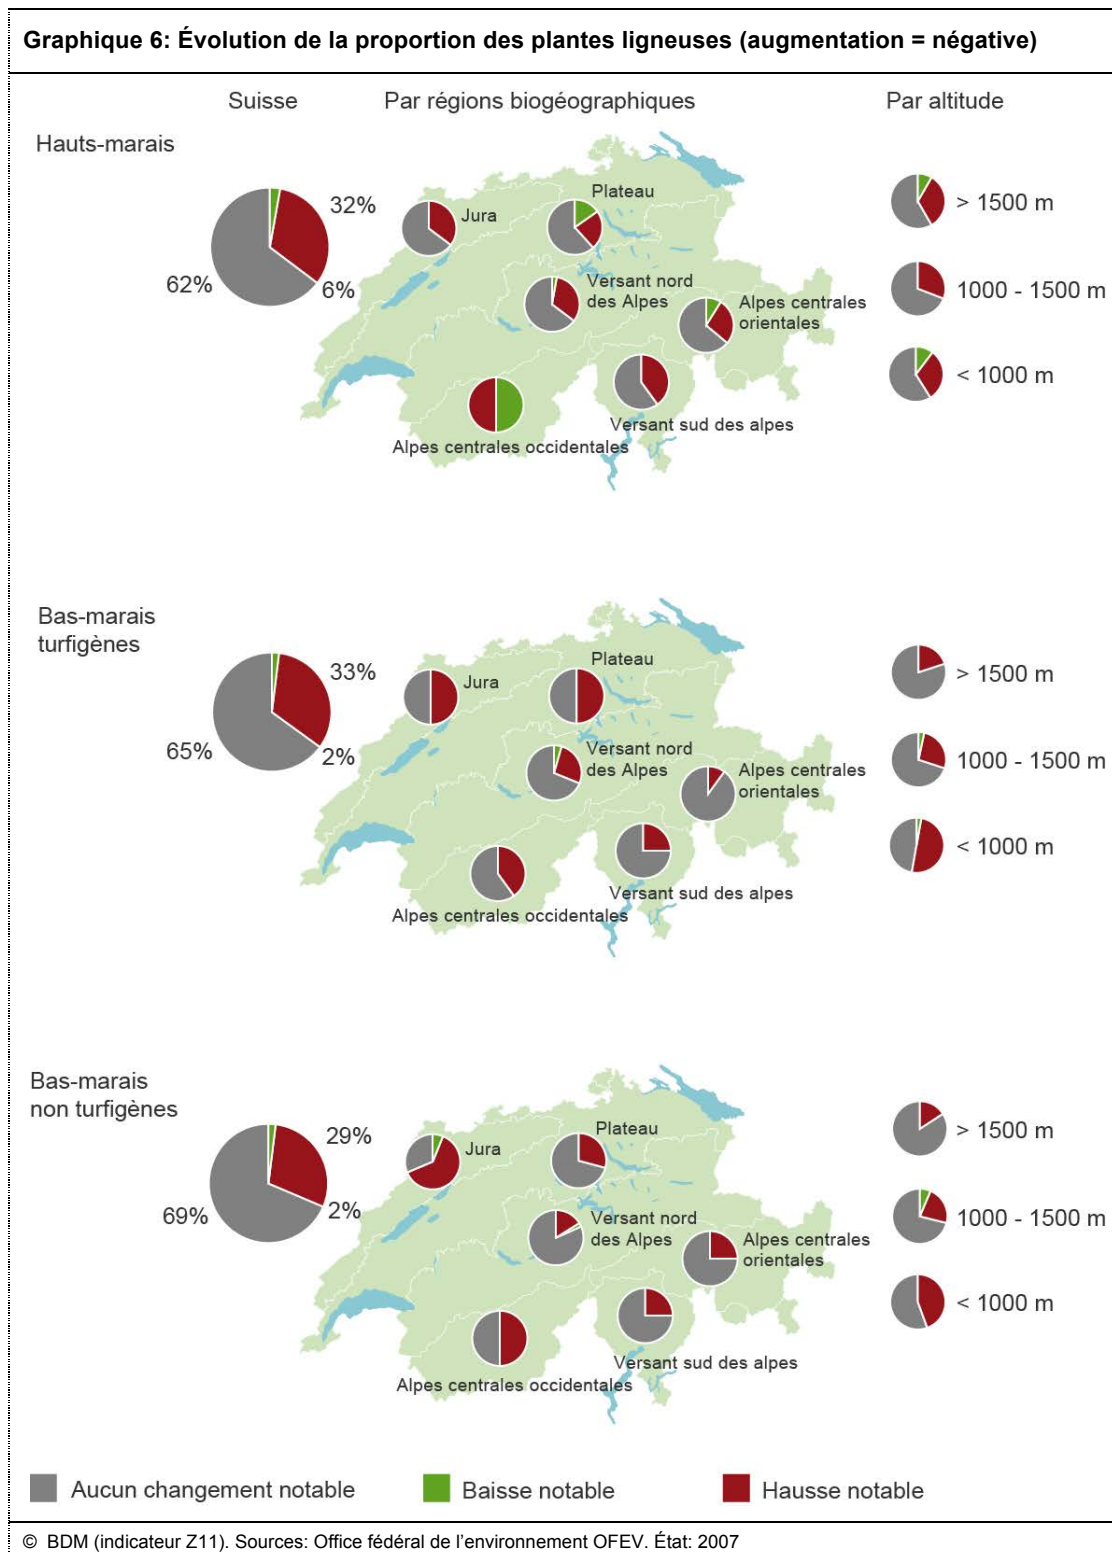 Graphique 6: Évolution de la proportion des plantes ligneuses (augmentation = négative)
Suisse
Par régions biogéographiques
Par altitude
Hauts-marais
32%
62%
6%
Jura
Plateau
Versant nord
des Alpes
Alpes centrales
orientales
Versant sud des alpes
Alpes centrales occidentales
> 1500 m
1000 - 1500 m
< 1000 m
Bas-marais
turfigènes
33%
65%
2%
Jura
Plateau
Versant nord
des Alpes
Alpes centrales
orientales
Versant sud des alpes
Alpes centrales occidentales
> 1500 m
1000 - 1500 m
< 1000 m
Bas-marais
non turfigènes
29%
69%
2%
Jura
Plateau
Versant nord
des Alpes
Alpes centrales
orientales
Versant sud des alpes
Alpes centrales occidentales
> 1500 m
1000 - 1500 m
< 1000 m
Aucun changement notable
Baisse notable
Hausse notable
© BDM (indicateur Z11). Sources: Office fédéral de l'environnement OFEV. État: 2007